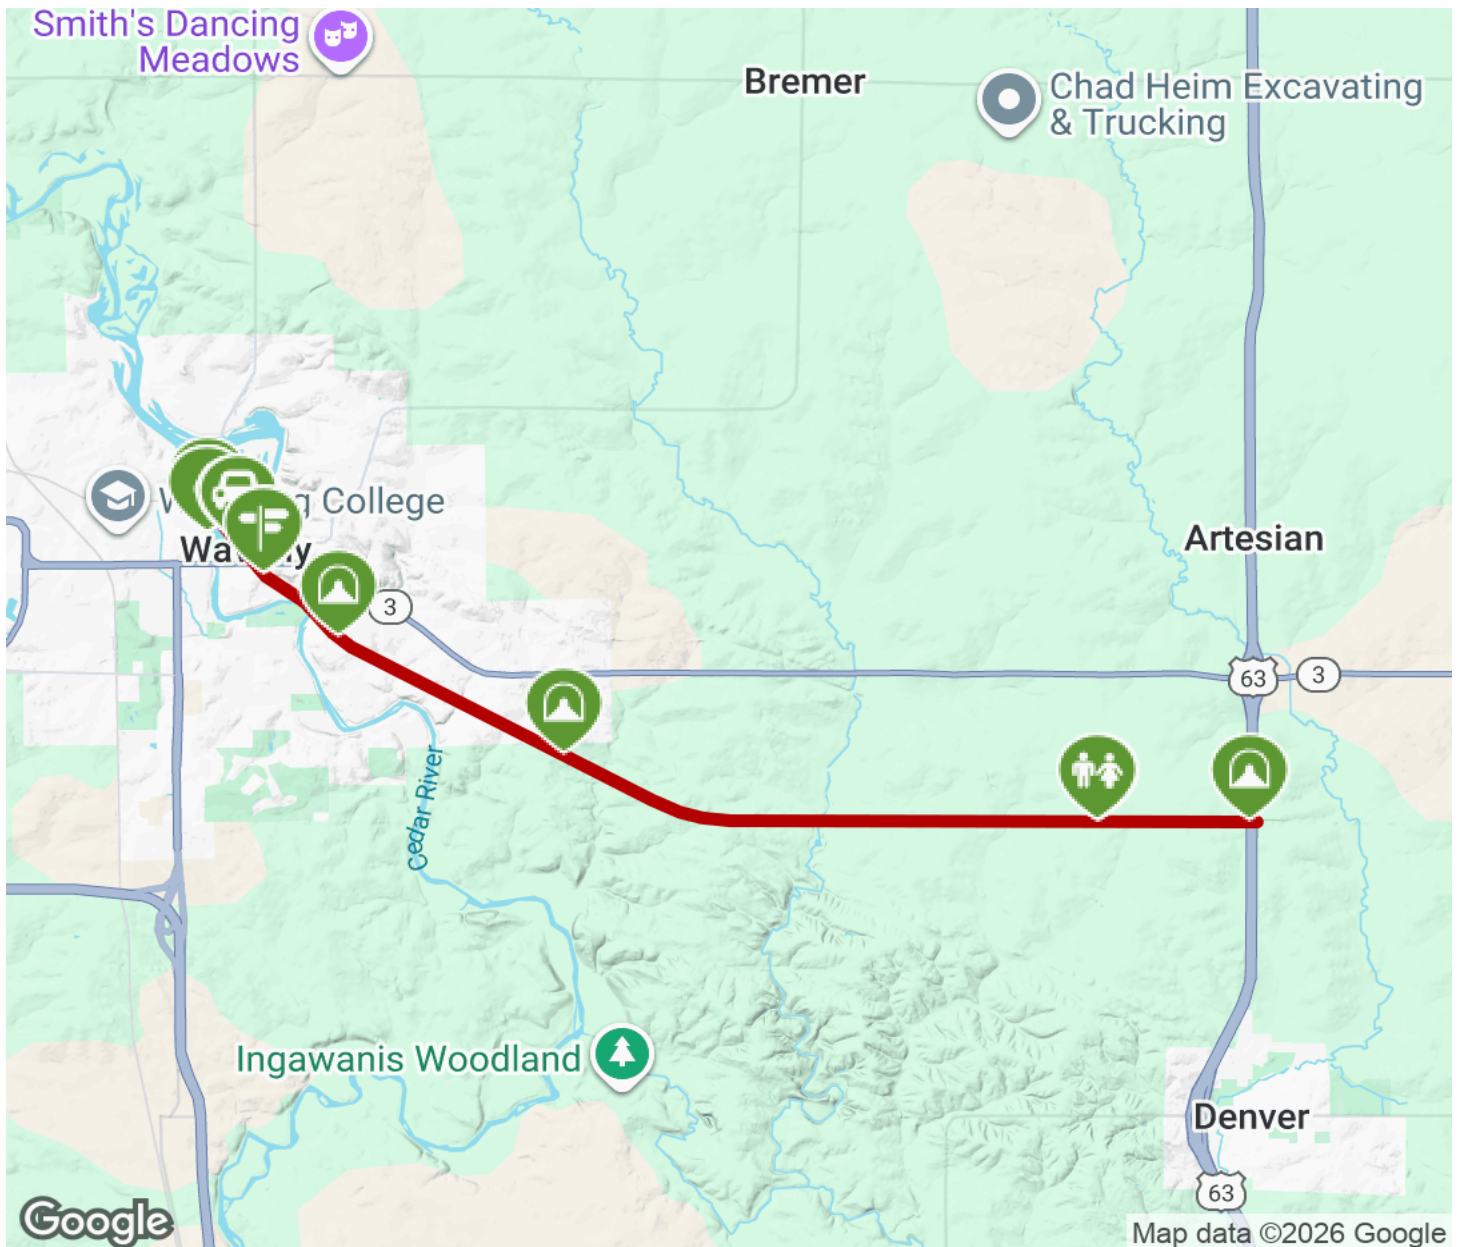 Smith's Dancing
Meadows
Bremer
Chad Heim Excavating
& Trucking
College
3
Artesian
63
3
Cedar River
Ingawanis Woodland
Denver
63
Google
Map data ©2026 Google